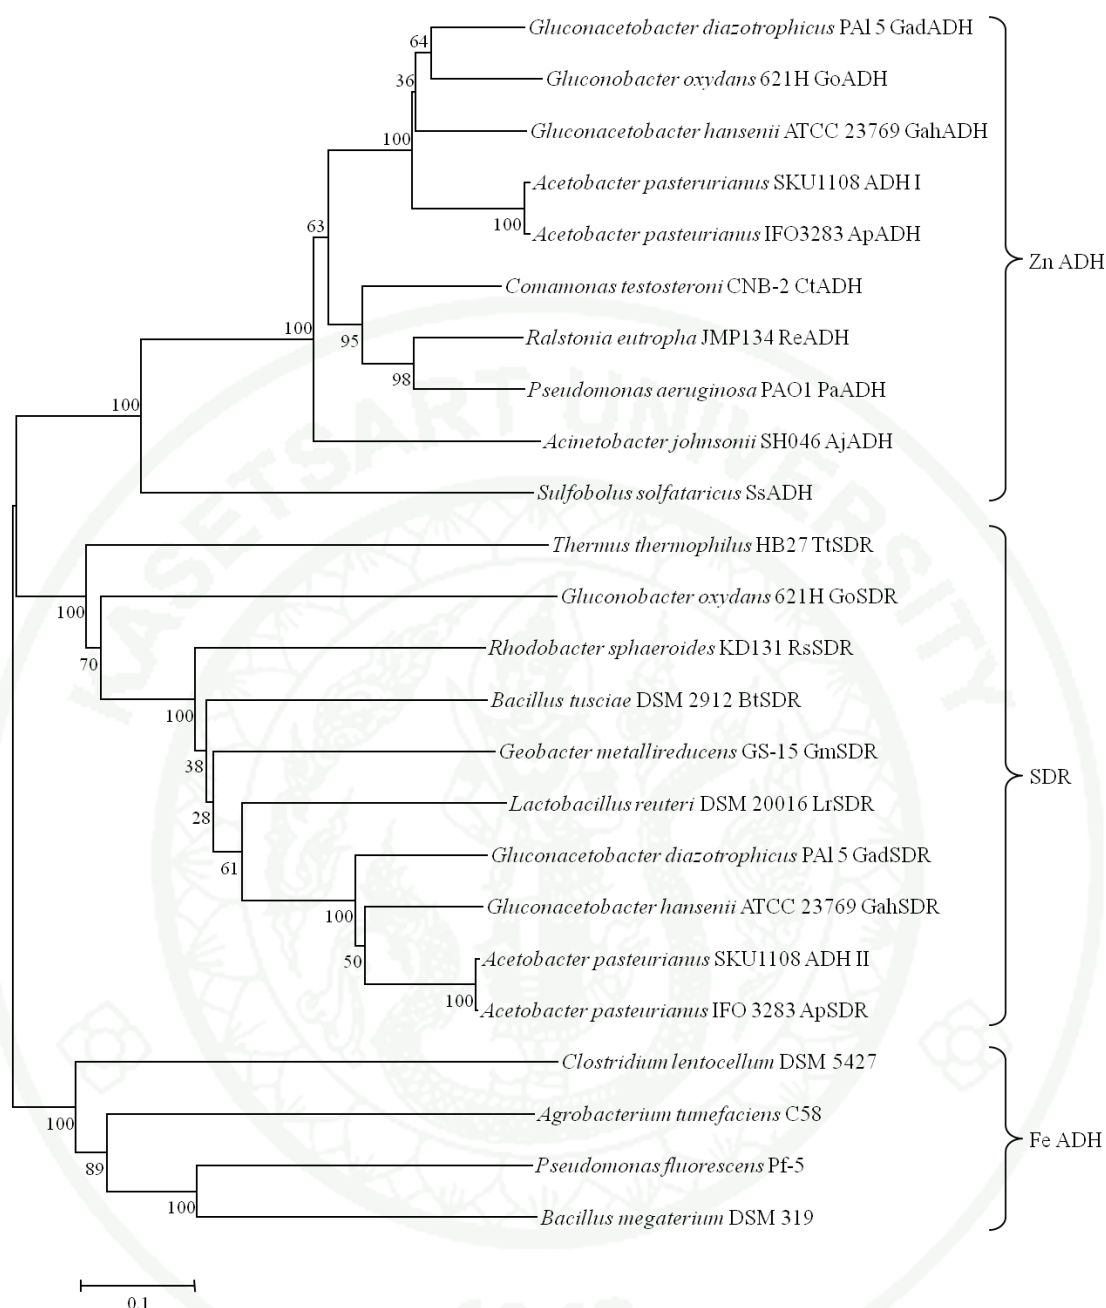 Gluconacetobacter diazotrophicus PAl 5 GadADH
64
Gluconobacter oxydans 621H GoADH
36
Gluconacetobacter hansenii ATCC 23769 GahADH
100
Acetobacter pasterurianus SKU1108 ADH I
100
Acetobacter pasteurianus IFO3283 ApADH
63
Zn ADH
Comamonas testosteroni CNB-2 CtADH
100
Ralstonia eutropha JMP134 ReADH
95
98
Pseudomonas aeruginosa PAO1 PaADH
100
Acinetobacter johnsonii SH046 AjADH
Sulfobolus solfataricus SsADH
Thermus thermophilus HB27 TtSDR
100
Gluconobacter oxydans 621H GoSDR
70
Rhodobacter sphaeroides KD131 RsSDR
100
Bacillus tusciae DSM 2912 BtSDR
38
Geobacter metallireducens GS-15 GmSDR
SDR
28
Lactobacillus reuteri DSM 20016 LrSDR
61
Gluconacetobacter diazotrophicus PAl 5 GadSDR
100
Gluconacetobacter hansenii ATCC 23769 GahSDR
50
Acetobacter pasteurianus SKU1108 ADH II
100
Acetobacter pasteurianus IFO 3283 ApSDR
Clostridium lentocellum DSM 5427
100
Agrobacterium tumefaciens C58
89
Fe ADH
Pseudomonas fluorescens Pf-5
100
Bacillus megaterium DSM 319
0.1
KASETSART UNIVERSITY